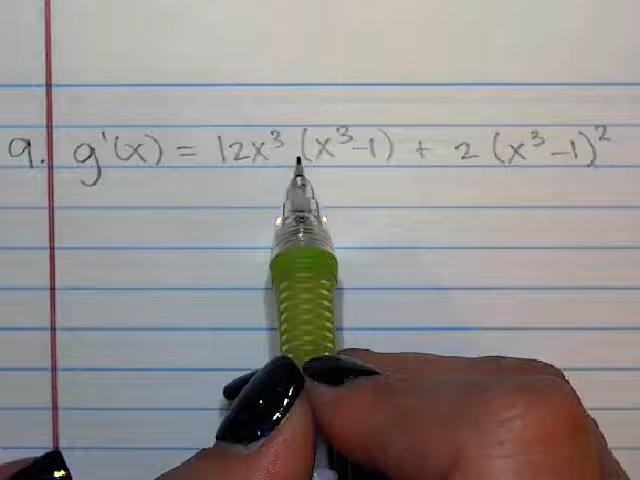 9. g'(x) = 12x³ (x³-1) + 2 (x³-1)²